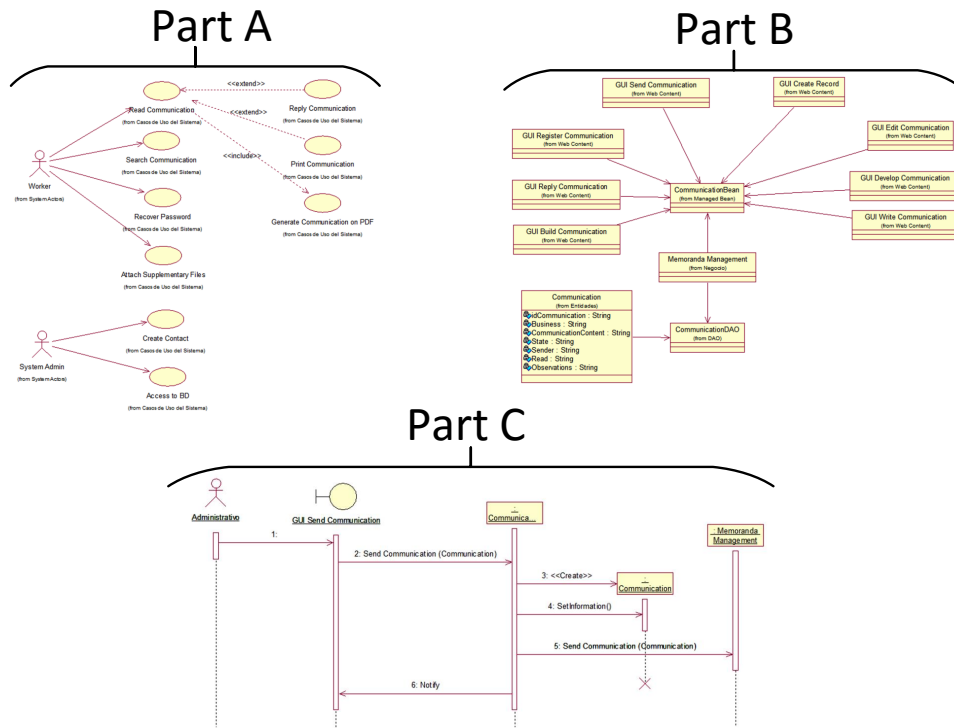 Part A
<<extend>>
Read Communication
(from Casos de Uso del Sistema)
Reply Communication
(from Casos de Uso del Sistema)
<<extend>>
Search Communication
(from Casos de Uso del Sistema)
Print Communication
(from Casos de Uso del Sistema)
<<include>>
Worker
(from System Actors)
Recover Password
(from Casos de Uso del Sistema)
Generate Communication on PDF
(from Casos de Uso del Sistema)
Attach Supplementary Files
(from Casos de Uso del Sistema)
System Admin
(from System Actors)
Create Contact
(from Casos de Uso del Sistema)
Access to BD
(from Casos de Uso del Sistema)
Part B
GUI Send Communication
(from Web Content)
GUI Create Record
(from Web Content)
GUI Register Communication
(from Web Content)
GUI Edit Communication
(from Web Content)
GUI Reply Communication
(from Web Content)
CommunicationBean
(from Managed Bean)
GUI Develop Communication
(from Web Content)
GUI Build Communication
(from Web Content)
GUI Write Communication
(from Web Content)
Memoranda Management
(from Negocio)
Communication
(from Entidades)
idCommunication : String
Business : String
CommunicationContent : String
State : String
Sender : String
Read : String
Observations : String
CommunicationDAO
(from DAO)
Part C
Administrativo
GUI Send Communication
:
Communica...
: Memoranda
Management
1:
2: Send Communication (Communication)
3: <<Create>>
:
Communication
4: SetInformation()
5: Send Communication (Communication)
6: Notify